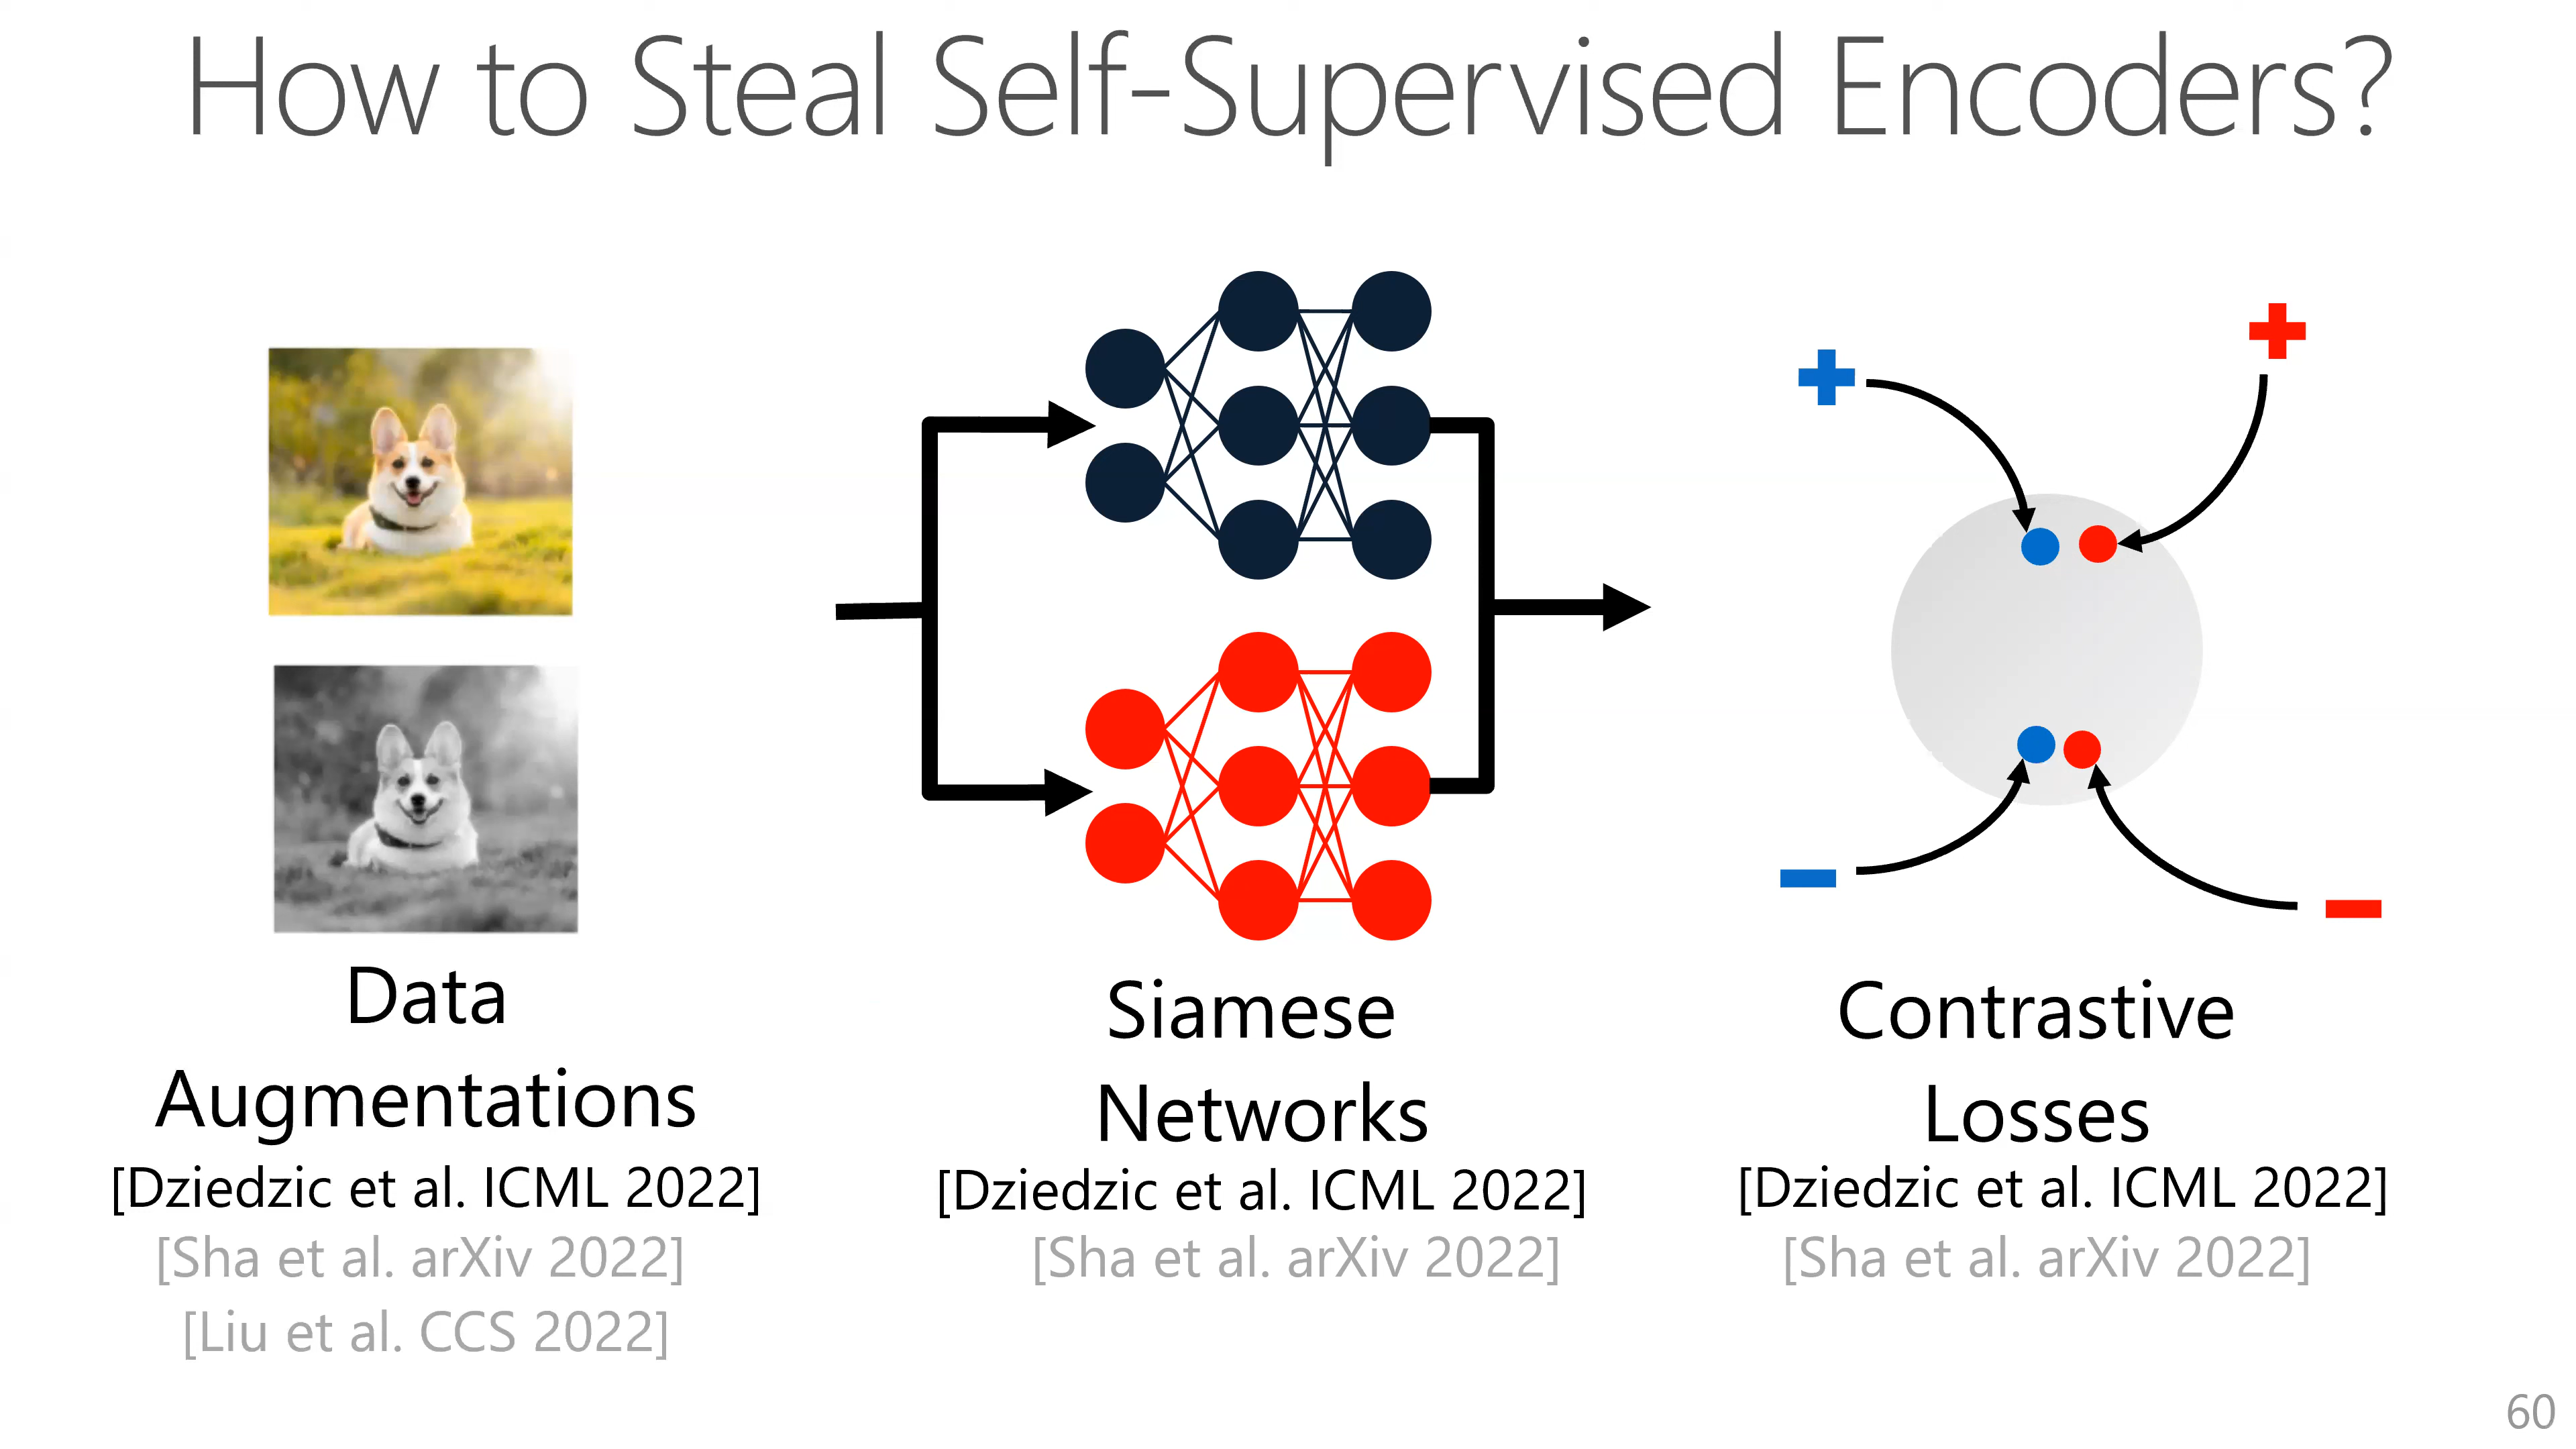 How to Steal Self-Supervised Encoders?
Data
Augmentations
[Dziedzic et al. ICML 2022]
[Sha et al. arXiv 2022]
[Liu et al. CCS 2022]
Siamese
Networks
[Dziedzic et al. ICML 2022]
[Sha et al. arXiv 2022]
Contrastive
Losses
[Dziedzic et al. ICML 2022]
[Sha et al. arXiv 2022]
60